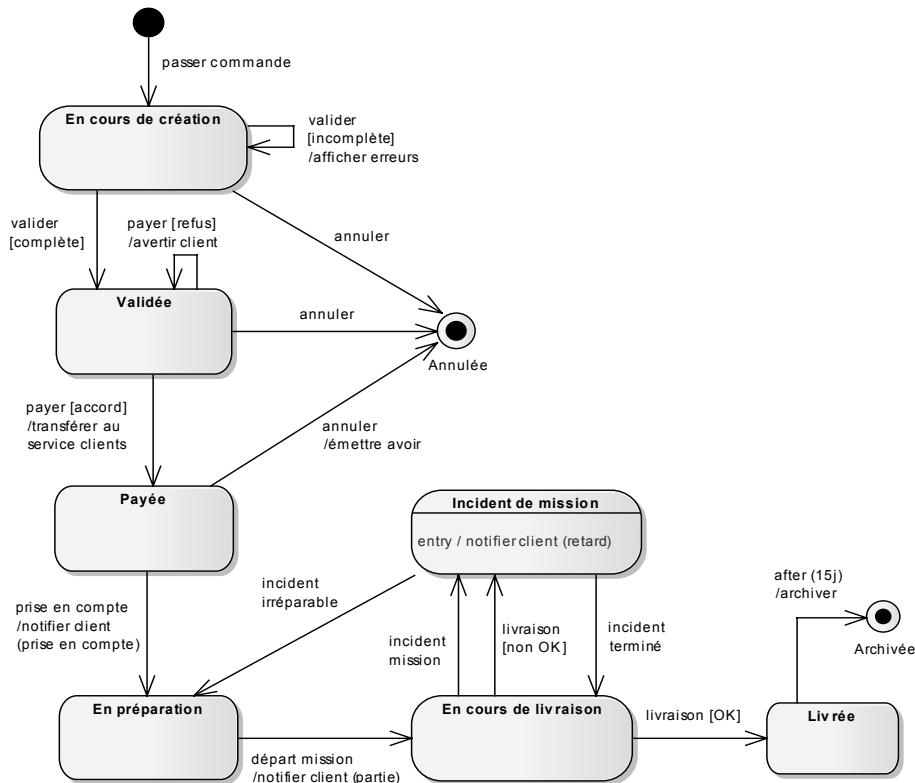 passer commande
En cours de création
valider
[incomplète]
/afficher erreurs
valider
[complète]
payer [refus]
/avertir client
annuler
Validée
annuler
Annulée
payer [accord]
/transférer au
service clients
annuler
/émettre avoir
Payée
Incident de mission
entry / notifier client (retard)
incident
irréparable
after (15j)
/archiver
prise en compte
/notifier client
(prise en compte)
incident
mission
livraison
[non OK]
incident
terminé
Archivée
En préparation
En cours de livraison
livraison [OK]
Livrée
départ mission
/notifier client (partie)